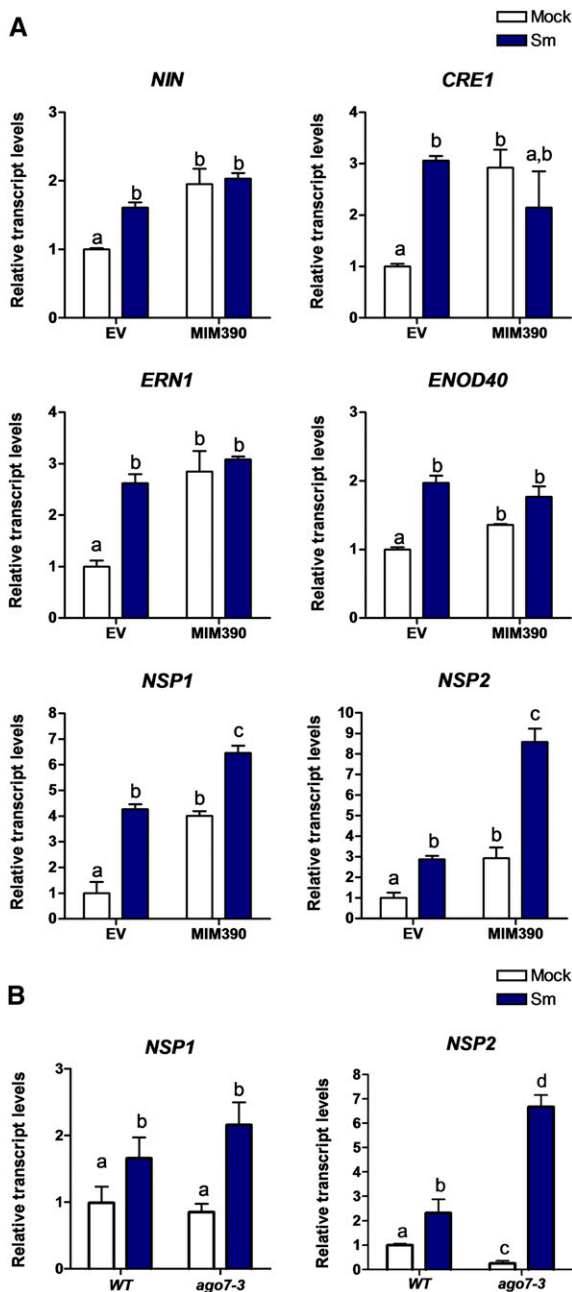 A
Mock
Sm
NIN
Relative transcript levels
3
2
1
0
a
b
b
b
EV
MIM390
CRE1
Relative transcript levels
4
3
2
1
0
a
b
b
a,b
EV
MIM390
ERN1
Relative transcript levels
4
3
2
1
0
a
b
b
b
EV
MIM390
ENOD40
Relative transcript levels
3
2
1
0
a
b
b
b
EV
MIM390
NSP1
Relative transcript levels
8
7
6
5
4
3
2
1
0
a
b
b
c
EV
MIM390
NSP2
Relative transcript levels
10
9
8
7
6
5
4
3
2
1
0
a
b
b
c
EV
MIM390
B
Mock
Sm
NSP1
Relative transcript levels
3
2
1
0
a
b
a
b
WT
ago7-3
NSP2
Relative transcript levels
8
7
6
5
4
3
2
1
0
a
b
c
d
WT
ago7-3